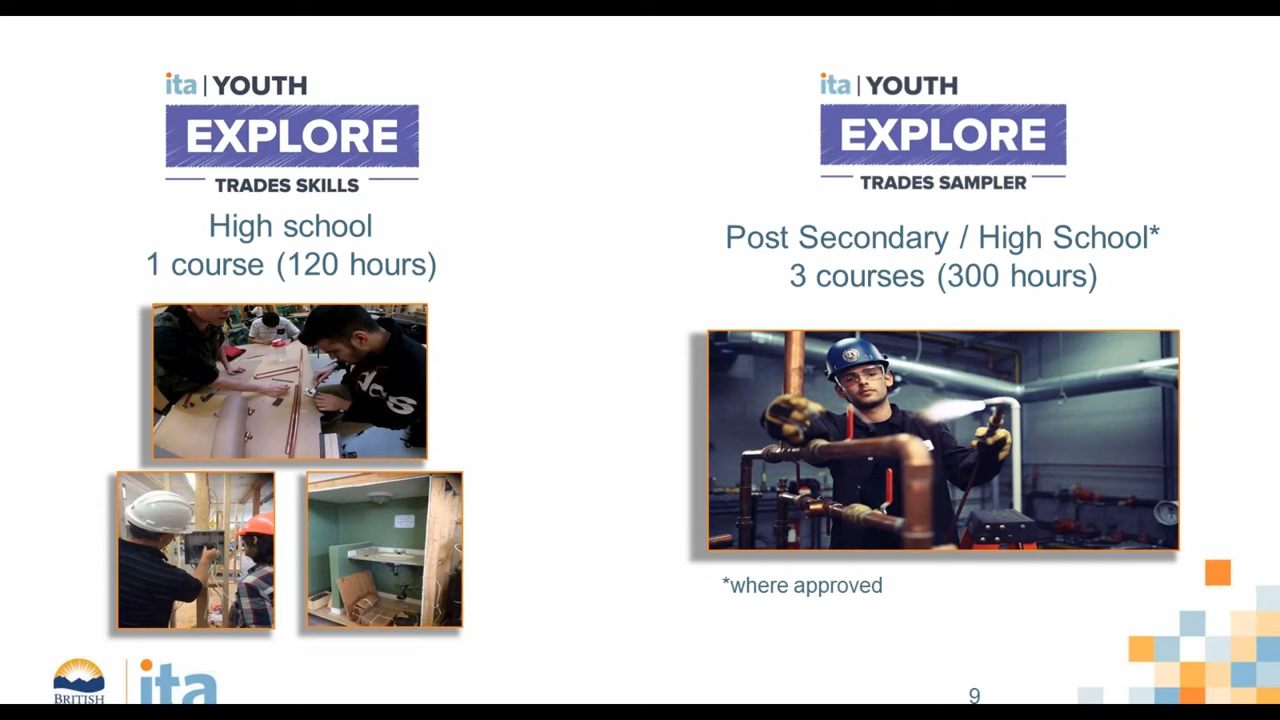 ita | YOUTH
EXPLORE
TRADES SKILLS
High school
1 course (120 hours)
ita | YOUTH
EXPLORE
TRADES SAMPLER
Post Secondary / High School*
3 courses (300 hours)
*where approved
BRITISH
ita
9